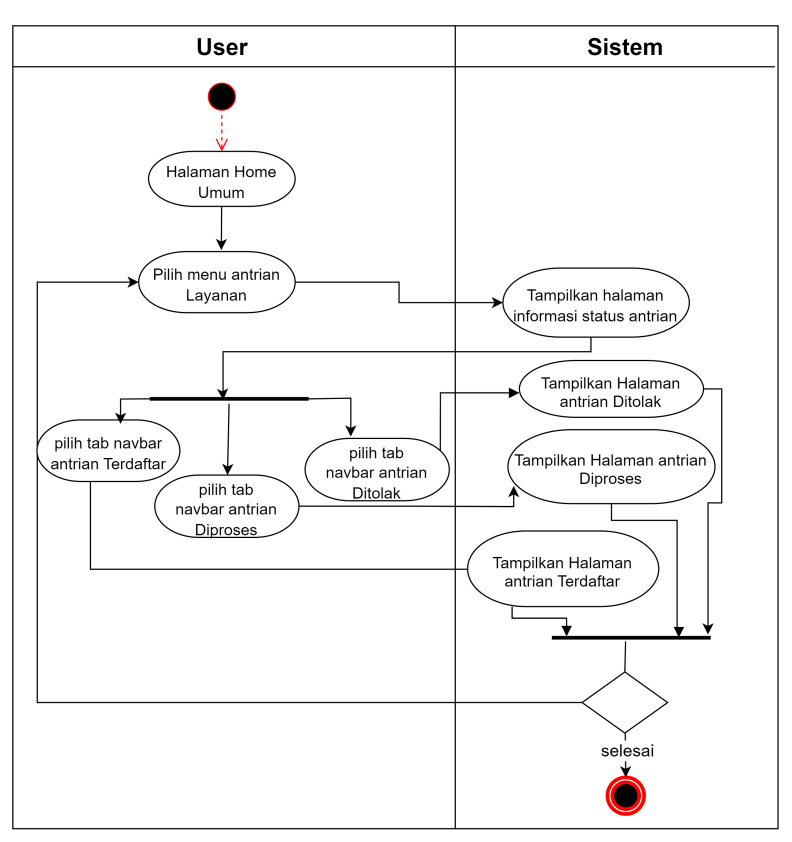 User
Sistem
Halaman Home
Umum
Pilih menu antrian
Layanan
Tampilkan halaman
informasi status antrian
Tampilkan Halaman
antrian Ditolak
pilih tab navbar
antrian Terdaftar
pilih tab
navbar antrian
Ditolak
Tampilkan Halaman antrian
Diproses
pilih tab
navbar antrian
Diproses
Tampilkan Halaman
antrian Terdaftar
selesai